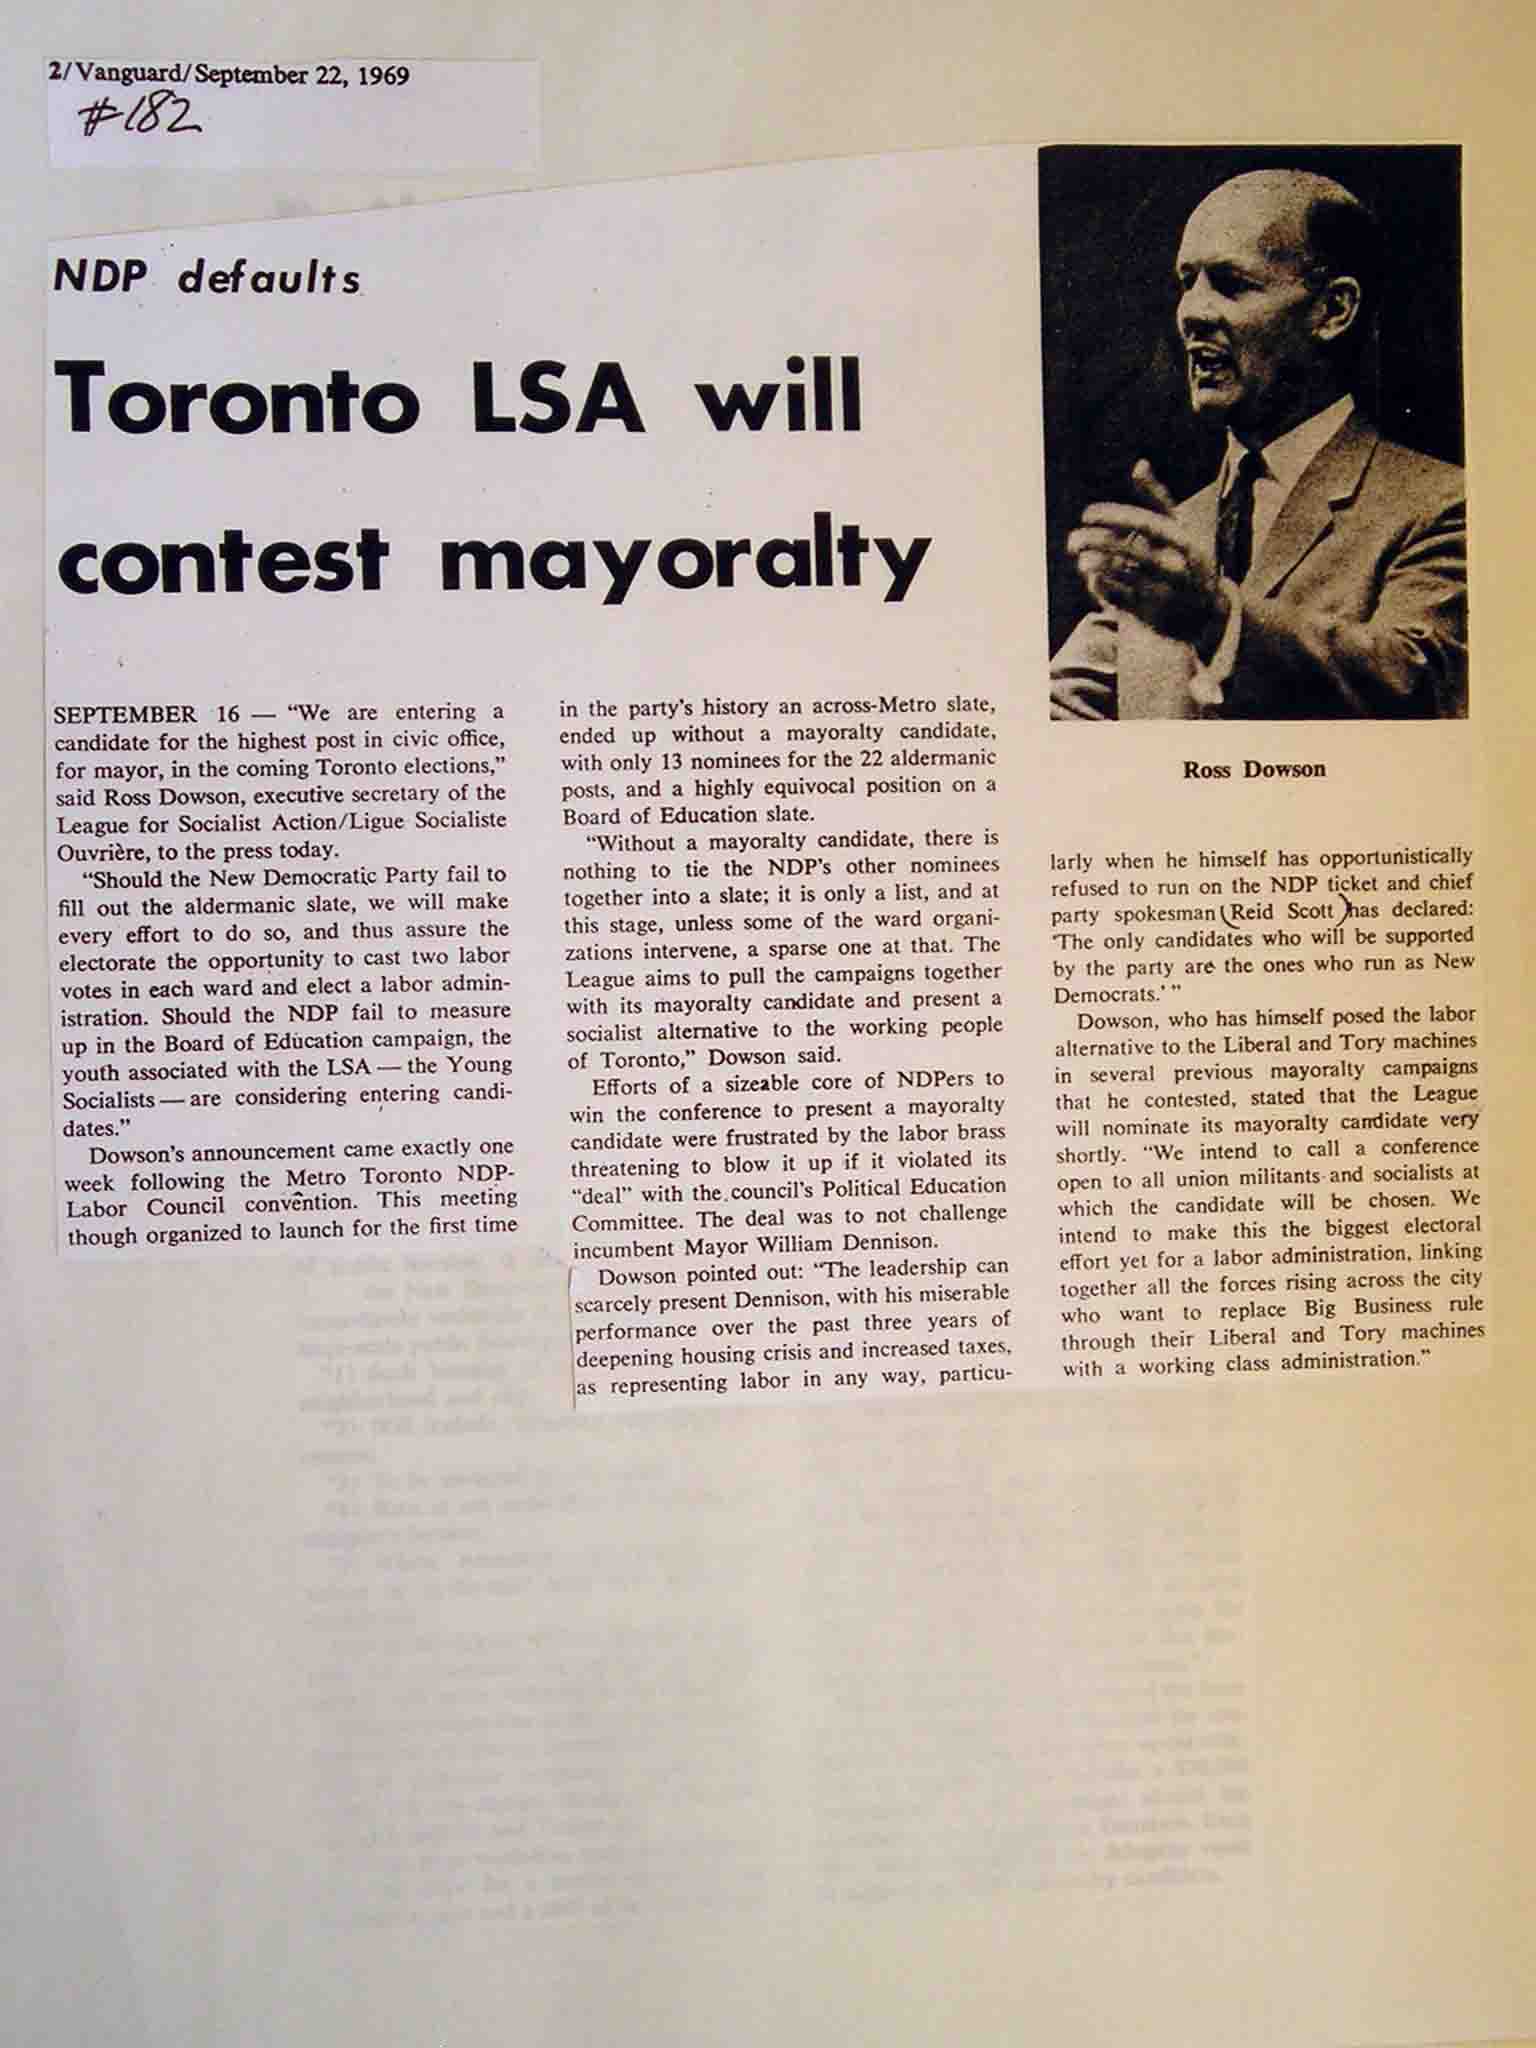 2/Vanguard/September 22, 1969
#182
NDP defaults
Toronto LSA will
contest mayoralty
SEPTEMBER 16 — “We are entering a
candidate for the highest post in civic office,
for mayor, in the coming Toronto elections,”
said Ross Dowson, executive secretary of the
League for Socialist Action/Ligue Socialiste
Ouvrière, to the press today.
“Should the New Democratic Party fail to
fill out the aldermanic slate, we will make
every effort to do so, and thus assure the
electorate the opportunity to cast two labor
votes in each ward and elect a labor admin-
istration. Should the NDP fail to measure
up in the Board of Education campaign, the
youth associated with the LSA — the Young
Socialists — are considering entering candi-
dates.”
Dowson's announcement came exactly one
week following the Metro Toronto NDP-
Labor Council convention. This meeting
though organized to launch for the first time
in the party's history an across-Metro slate,
ended up without a mayoralty candidate,
with only 13 nominees for the 22 aldermanic
posts, and a highly equivocal position on a
Board of Education slate.
“Without a mayoralty candidate, there is
nothing to tie the NDP's other nominees
together into a slate; it is only a list, and at
this stage, unless some of the ward organi-
zations intervene, a sparse one at that. The
League aims to pull the campaigns together
with its mayoralty candidate and present a
socialist alternative to the working people
of Toronto,” Dowson said.
Efforts of a sizeable core of NDPers to
win the conference to present a mayoralty
candidate were frustrated by the labor brass
threatening to blow it up if it violated its
“deal” with the council's Political Education
Committee. The deal was to not challenge
incumbent Mayor William Dennison.
Dowson pointed out: “The leadership can
scarcely present Dennison, with his miserable
performance over the past three years of
deepening housing crisis and increased taxes,
as representing labor in any way, particu-
Ross Dowson
larly when he himself has opportunistically
refused to run on the NDP ticket and chief
party spokesman (Reid Scott) has declared:
‘The only candidates who will be supported
by the party are the ones who run as New
Democrats.’ ”
Dowson, who has himself posed the labor
alternative to the Liberal and Tory machines
in several previous mayoralty campaigns
that he contested, stated that the League
will nominate its mayoralty candidate very
shortly. “We intend to call a conference
open to all union militants and socialists at
which the candidate will be chosen. We
intend to make this the biggest electoral
effort yet for a labor administration, linking
together all the forces rising across the city
who want to replace Big Business rule
through their Liberal and Tory machines
with a working class administration.”